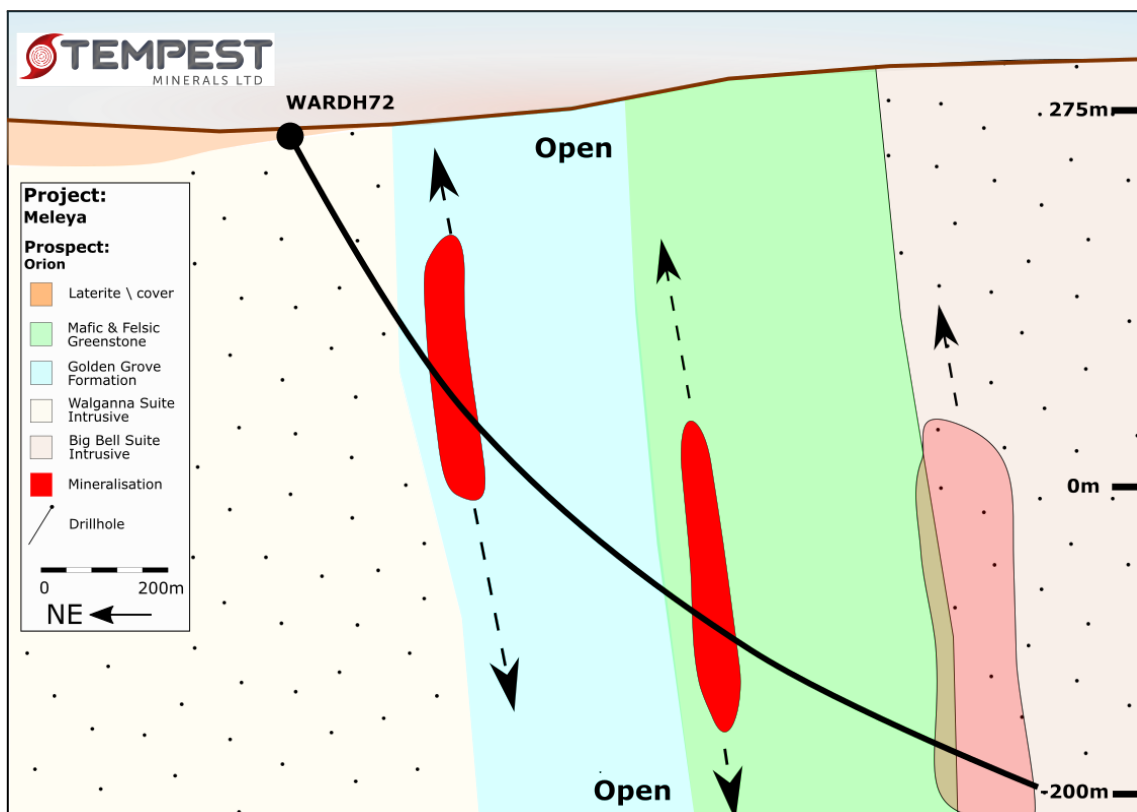 TEMPEST
MINERALS LTD
WARDH72
275m
Open
Project:
Meleya
Prospect:
Orion
Laterite \ cover
Mafic & Felsic
Greenstone
Golden Grove
Formation
Walganna Suite
Intrusive
Big Bell Suite
Intrusive
Mineralisation
Drillhole
0 200m
NE
0m
Open
-200m